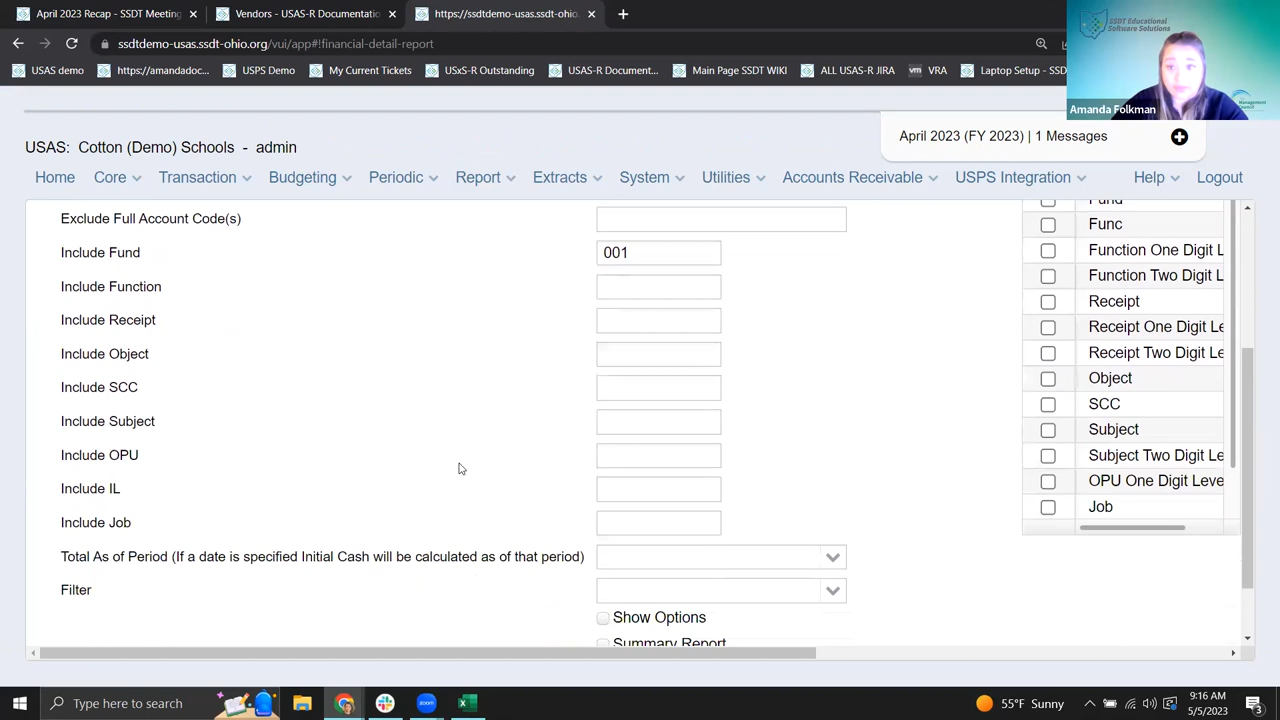 April 2023 Recap - SSDT Meeting
Vendors - USAS-R Documentatio
https://ssdtdemo-usas.ssdt-ohio.
ssdtdemo-usas.ssdt-ohio.org/vui/app#!financial-detail-report
USAS demo
https://amandadoc...
USPS Demo
My Current Tickets
USxS Outstanding
USAS-R Document...
Main Page SSDT WIKI
ALL USAS-R JIRA
VRA
Laptop Setup - SSD
SSDT Educational
Software Solutions
Management
Council
Amanda Folkman
April 2023 (FY 2023) | 1 Messages
USAS: Cotton (Demo) Schools - admin
Home Core Transaction Budgeting Periodic Report Extracts System Utilities Accounts Receivable USPS Integration Help Logout
Exclude Full Account Code(s)
Include Fund 001
Include Function
Include Receipt
Include Object
Include SCC
Include Subject
Include OPU
Include IL
Include Job
Total As of Period (If a date is specified Initial Cash will be calculated as of that period)
Filter
Show Options
Summary Report
Fund
Func
Function One Digit L
Function Two Digit L
Receipt
Receipt One Digit Le
Receipt Two Digit Le
Object
SCC
Subject
Subject Two Digit Le
OPU One Digit Leve
Job
Type here to search
zoom
55°F Sunny
9:16 AM
5/5/2023
3